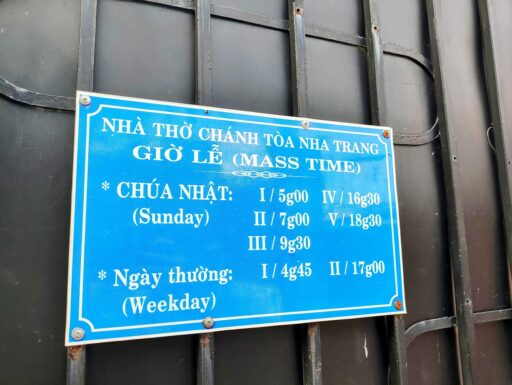 NHÀ THỜ CHÁNH TÒA NHA TRANG
GIỜ LỄ (MASS TIME)
* CHÚA NHẬT: I / 5g00 IV / 16g30
(Sunday) II / 7g00 V / 18g30
III / 9g30
* Ngày thường: I / 4g45 II / 17g00
(Weekday)